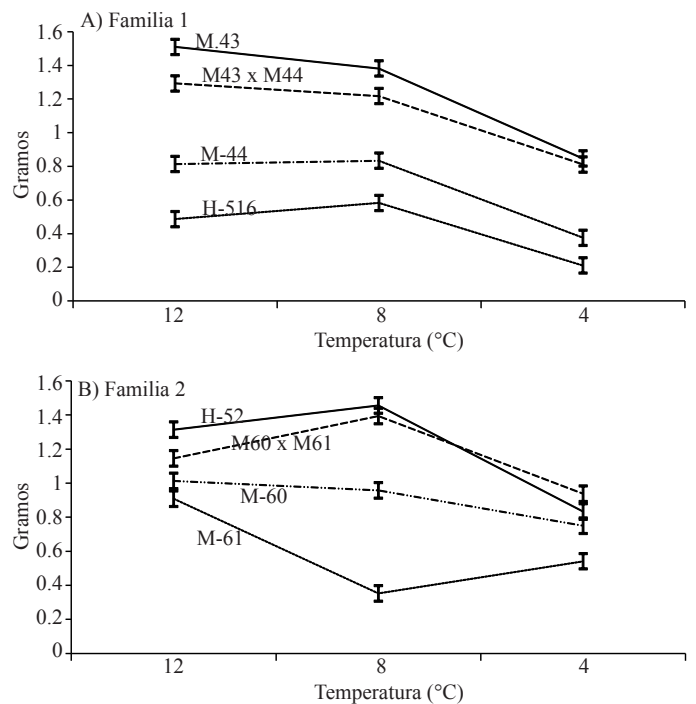 A) Familia 1
1.6
1.4
1.2
1
0.8
0.6
0.4
0.2
0
Gramos
M.43
M43 x M44
M-44
H-516
12
8
4
Temperatura (°C)
B) Familia 2
1.6
1.4
1.2
1
0.8
0.6
0.4
0.2
0
Gramos
H-52
M60 x M61
M-60
M-61
12
8
4
Temperatura (°C)